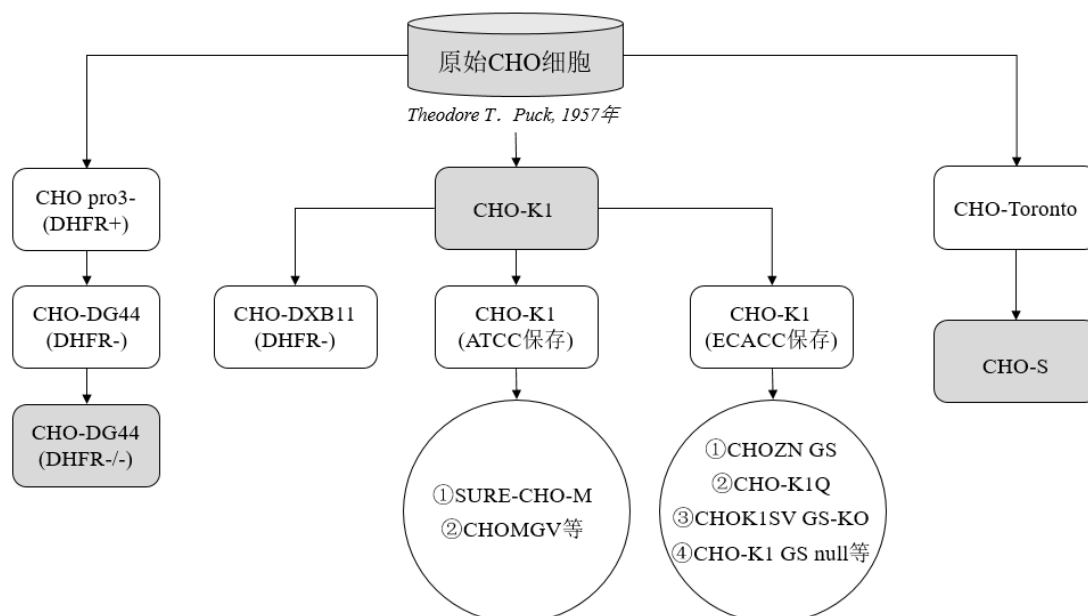 原始CHO细胞
Theodore T. Puck, 1957年
CHO pro3-
(DHFR+)
CHO-K1
CHO-Toronto
CHO-DG44
(DHFR-)
CHO-DXB11
(DHFR-)
CHO-K1
(ATCC保存)
CHO-K1
(ECACC保存)
CHO-S
CHO-DG44
(DHFR-/-)
①SURE-CHO-M
②CHOMGV等
①CHOZN GS
②CHO-K1Q
③CHOK1SV GS-KO
④CHO-K1 GS null等